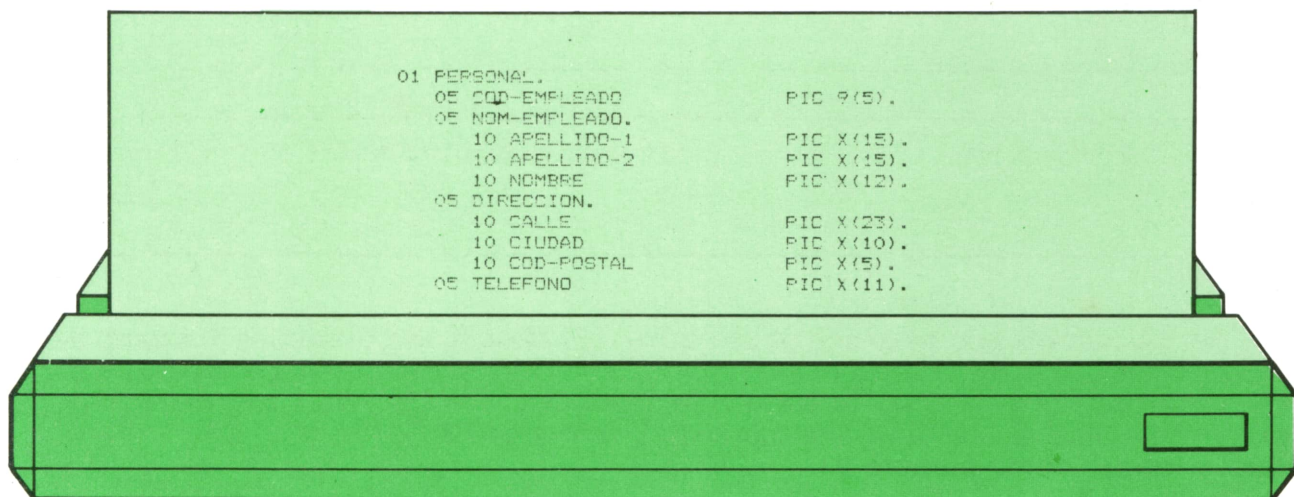 01 PERSONAL.
05 COD-EMPLEADO PIC 9(5).
05 NOM-EMPLEADO.
10 APELLIDO-1 PIC X(15).
10 APELLIDO-2 PIC X(15).
10 NOMBRE PIC X(12).
05 DIRECCION.
10 CALLE PIC X(23).
10 CIUDAD PIC X(10).
10 COD-POSTAL PIC X(5).
05 TELEFONO PIC X(11).